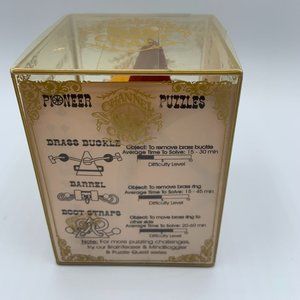 PIONEER PUZZLES
CHANNEL
BRASS BUCKLE
Object: To remove brass buckle
Average Time To Solve: 15 - 30 min
Difficulty Level
BARREL
Object: To remove brass ring
Average Time To Solve: 15 - 45 min
Difficulty Level
BOOT STRAPS
Object: To move brass ring to
other side
Average Time To Solve: 20-60 min
Difficulty Level
Note: For more puzzling challenges,
try our Brainteaser & MindBoggler
& Puzzle Quest series